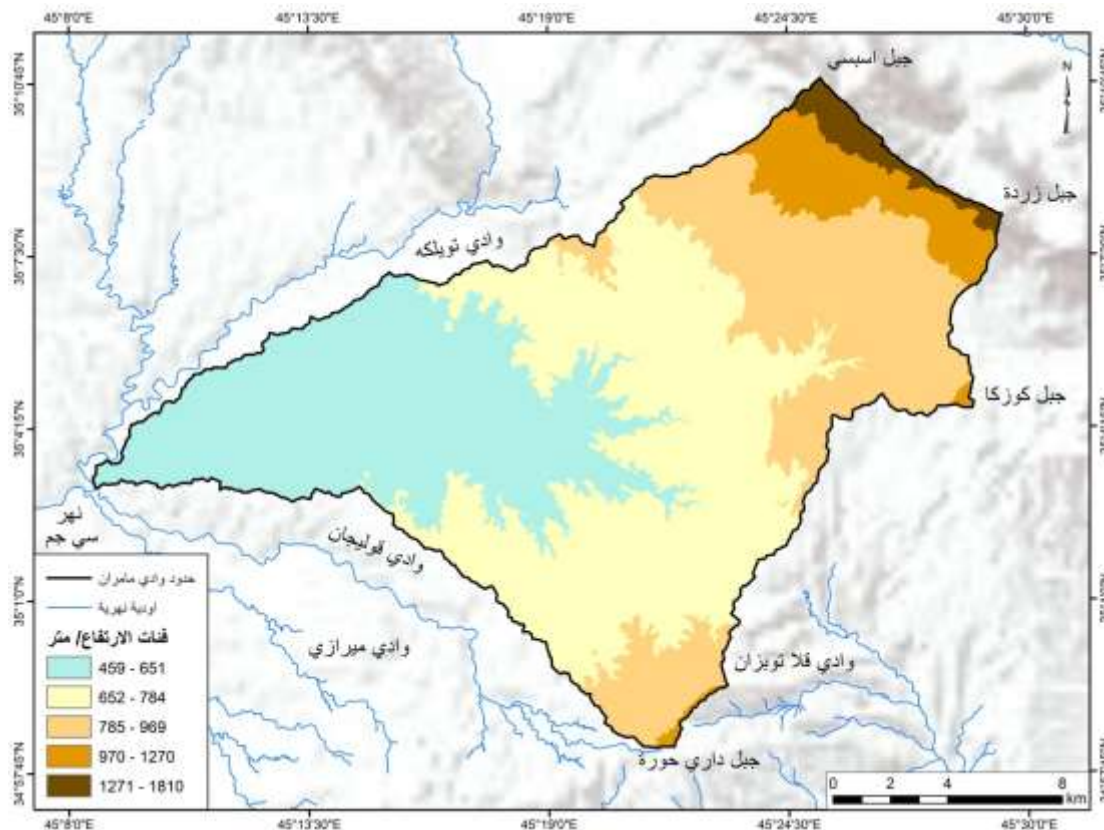 45°8'0"E 45°13'30"E 45°19'0"E 45°24'30"E 45°30'0"E
جبل اسبسي
N
35°10'45"N
جبل زردة
وادي تويلكه
35°7'30"N
جبل كوزكا
35°4'15"N
نهر
سي جم
وادي قوليجان
حدود وادي مامران
اودية نهرية
فئات الارتفاع/ متر
459 - 651
652 - 784
785 - 969
970 - 1270
1271 - 1810
35°1'0"N
وادي ميرازي
وادي قلا توبزان
جبل داري حورة
34°57'45"N
0 2 4 8
km
45°8'0"E 45°13'30"E 45°19'0"E 45°24'30"E 45°30'0"E